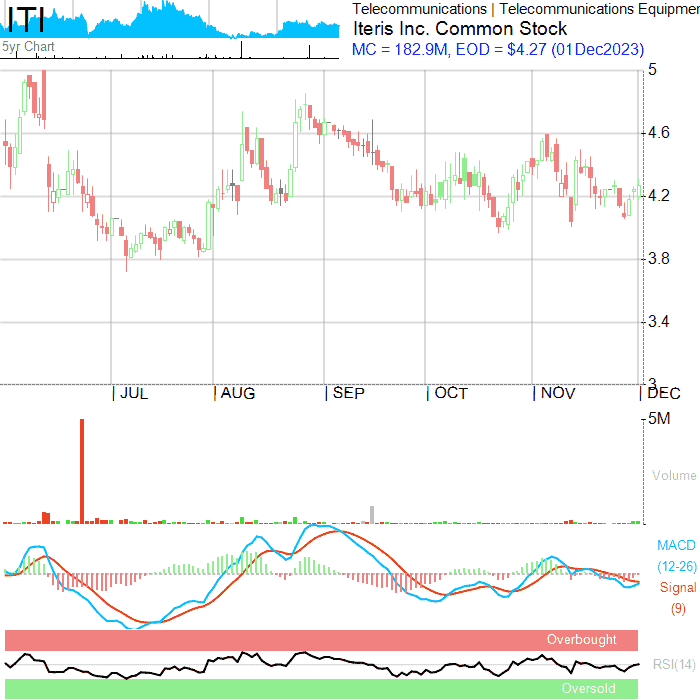 ITI
5yr Chart
Telecommunications | Telecommunications Equipmen
Iteris Inc. Common Stock
MC = 182.9M, EOD = $4.27 (01Dec2023)
5
4.6
4.2
3.8
3.4
3
JUL AUG SEP OCT NOV DEC
5M
Volume
MACD
(12-26)
Signal
(9)
Overbought
RSI(14)
Oversold